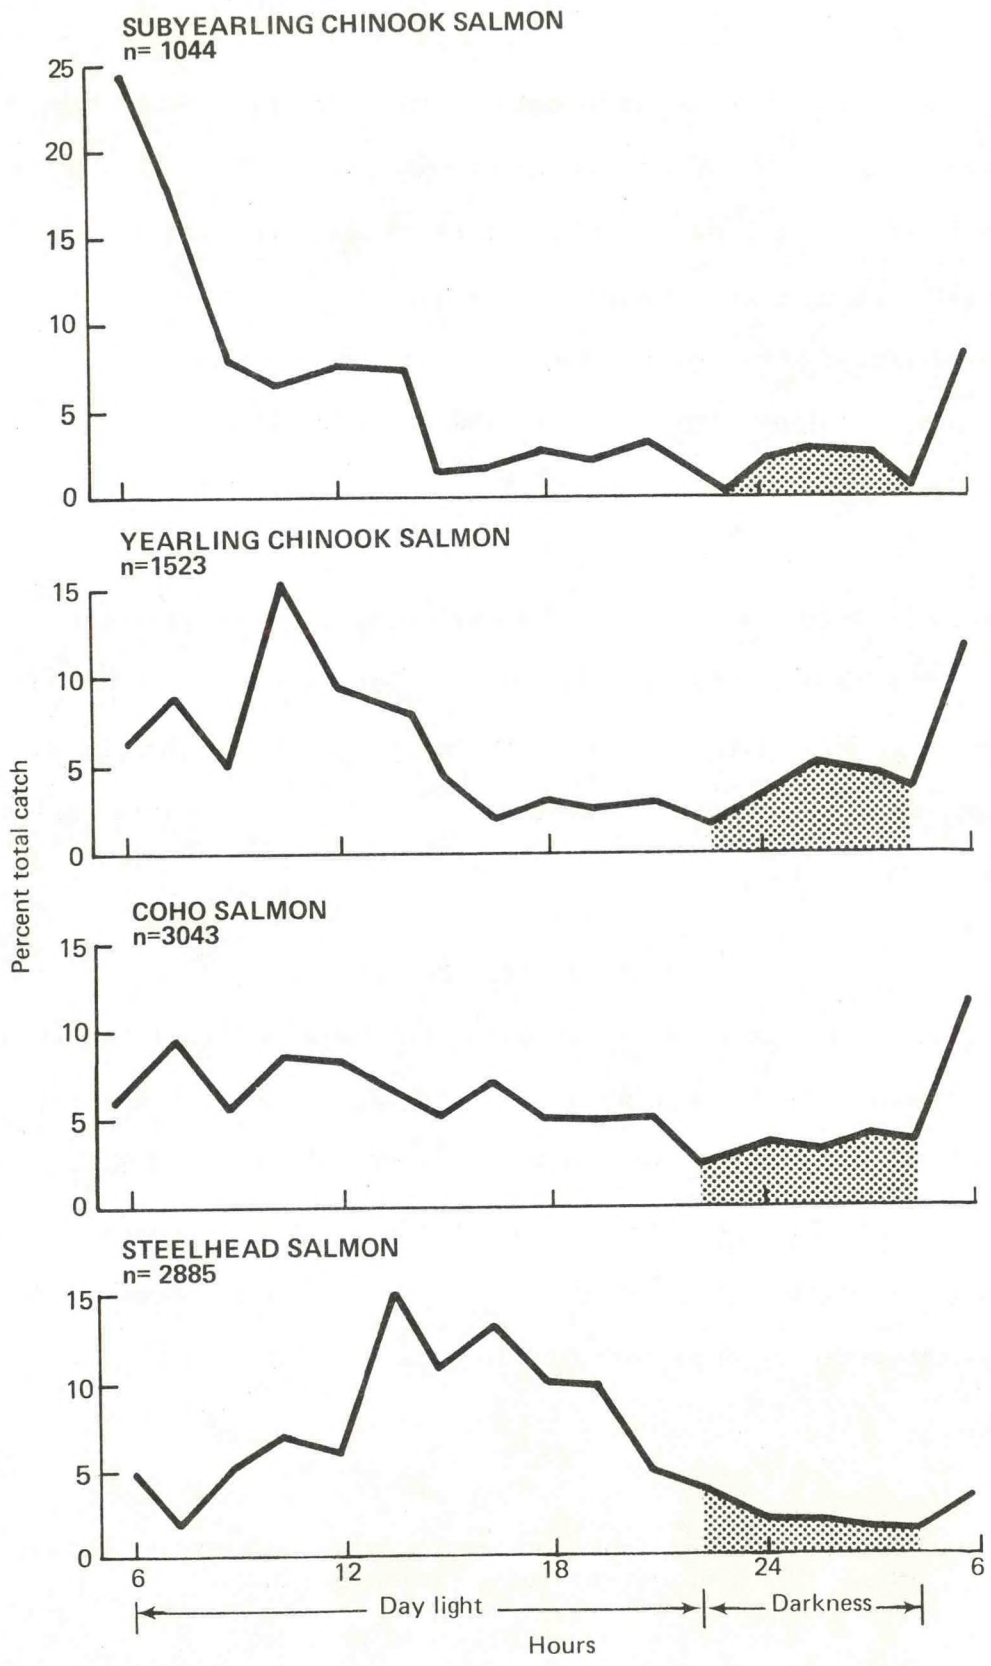 SUBYEARLING CHINOOK SALMON
n= 1044
25
20
15
10
5
0
YEARLING CHINOOK SALMON
n=1523
15
10
5
0
Percent total catch
COHO SALMON
n=3043
15
10
5
0
STEELHEAD SALMON
n= 2885
15
10
5
0
6 12 18 24 6
Day light Darkness
Hours